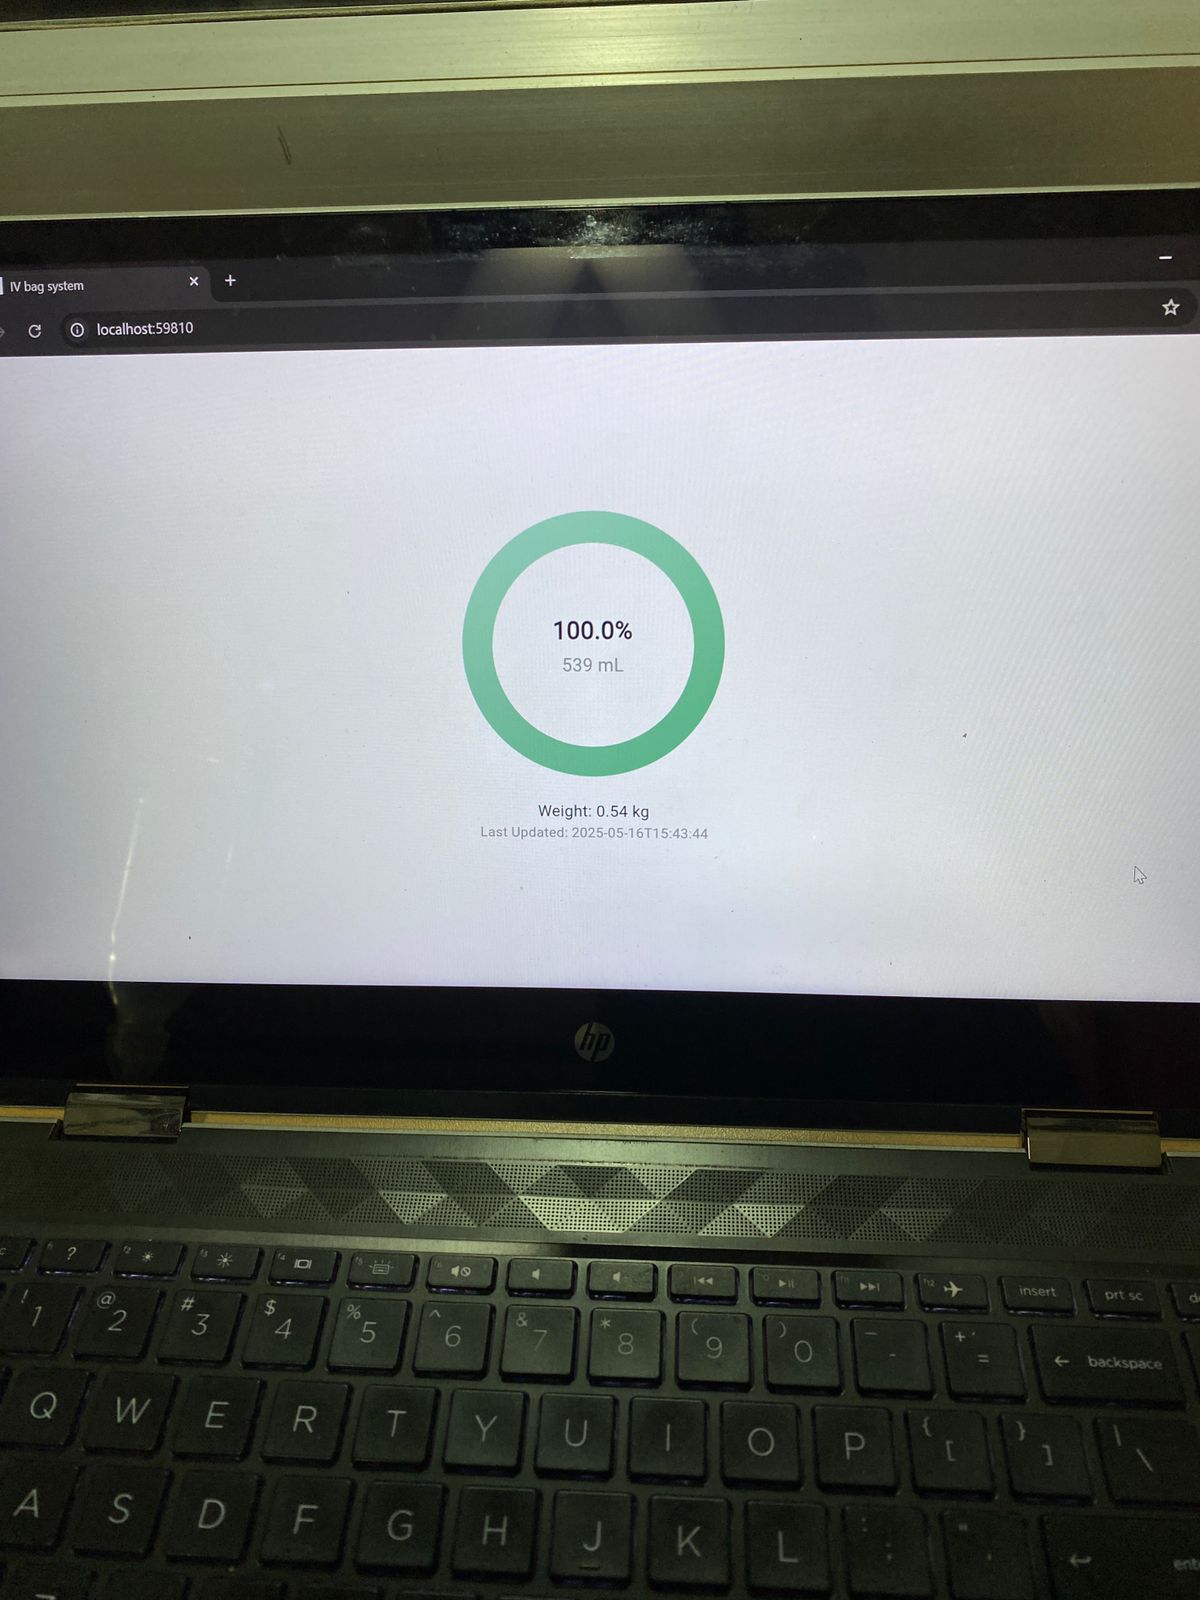 IV bag system
localhost:59810
100.0%
539 mL
Weight: 0.54 kg
Last Updated: 2025-05-16T15:43:44
hp
? 
insert prt sc
! 1 @ 2 # 3 $ 4 % 5 ^ 6 & 7 * 8 ( 9 ) 0 - + = backspace
Q W E R T Y U I O P { [ } ] | \
A S D F G H J K L : ;